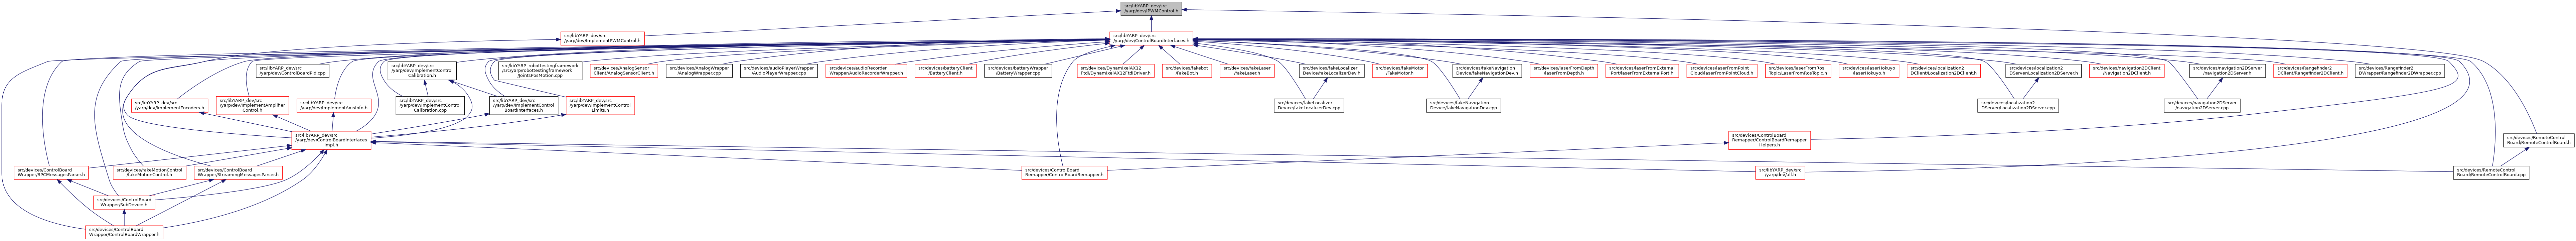 src/libYARP_dev/src
/yarp/dev/IPWMControl.h
src/libYARP_dev/src
/yarp/dev/ImplementPWMControl.h
src/libYARP_dev/src
/yarp/dev/ControlBoardInterfaces.h
src/libYARP_dev/src
/yarp/dev/ControlBoardPid.cpp
src/libYARP_dev/src
/yarp/dev/ImplementControl
Calibration.h
src/libYARP_robottestingframework
/src/yarp/robottestingframework
/JointsPosMotion.cpp
src/devices/AnalogSensor
Client/AnalogSensorClient.h
src/devices/AnalogWrapper
/AnalogWrapper.cpp
src/devices/audioPlayerWrapper
/AudioPlayerWrapper.cpp
src/devices/audioRecorder
Wrapper/AudioRecorderWrapper.h
src/devices/batteryClient
/BatteryClient.h
src/devices/batteryWrapper
/BatteryWrapper.cpp
src/devices/DynamixelAX12
Ftdi/DynamixelAX12FtdiDriver.h
src/devices/fakebot
/fakeBot.h
src/devices/fakeLaser
/fakeLaser.h
src/devices/fakeLocalizer
Device/fakeLocalizerDev.h
src/devices/fakeMotor
/fakeMotor.h
src/devices/fakeNavigation
Device/fakeNavigationDev.h
src/devices/laserFromDepth
/laserFromDepth.h
src/devices/laserFromExternal
Port/laserFromExternalPort.h
src/devices/laserFromPoint
Cloud/laserFromPointCloud.h
src/devices/laserFromRos
Topic/LaserFromRosTopic.h
src/devices/laserHokuyo
/laserHokuyo.h
src/devices/localization2
DClient/Localization2DClient.h
src/devices/localization2
DServer/Localization2DServer.h
src/devices/navigation2DClient
/Navigation2DClient.h
src/devices/navigation2DServer
/navigation2DServer.h
src/devices/Rangefinder2
DClient/Rangefinder2DClient.h
src/devices/Rangefinder2
DWrapper/Rangefinder2DWrapper.cpp
src/libYARP_dev/src
/yarp/dev/ImplementEncoders.h
src/libYARP_dev/src
/yarp/dev/ImplementAmplifier
Control.h
src/libYARP_dev/src
/yarp/dev/ImplementAxisInfo.h
src/libYARP_dev/src
/yarp/dev/ImplementControl
Calibration.cpp
src/libYARP_dev/src
/yarp/dev/ImplementControl
BoardInterfaces.h
src/libYARP_dev/src
/yarp/dev/ImplementControl
Limits.h
src/devices/fakeLocalizer
Device/fakeLocalizerDev.cpp
src/devices/fakeNavigation
Device/fakeNavigationDev.cpp
src/devices/localization2
DServer/Localization2DServer.cpp
src/devices/navigation2DServer
/navigation2DServer.cpp
src/libYARP_dev/src
/yarp/dev/ControlBoardInterfaces
Impl.h
src/devices/ControlBoard
Remapper/ControlBoardRemapper
Helpers.h
src/devices/RemoteControl
Board/RemoteControlBoard.h
src/devices/ControlBoard
Wrapper/RPCMessagesParser.h
src/devices/fakeMotionControl
/fakeMotionControl.h
src/devices/ControlBoard
Wrapper/StreamingMessagesParser.h
src/devices/ControlBoard
Remapper/ControlBoardRemapper.h
src/libYARP_dev/src
/yarp/dev/all.h
src/devices/RemoteControl
Board/RemoteControlBoard.cpp
src/devices/ControlBoard
Wrapper/SubDevice.h
src/devices/ControlBoard
Wrapper/ControlBoardWrapper.h